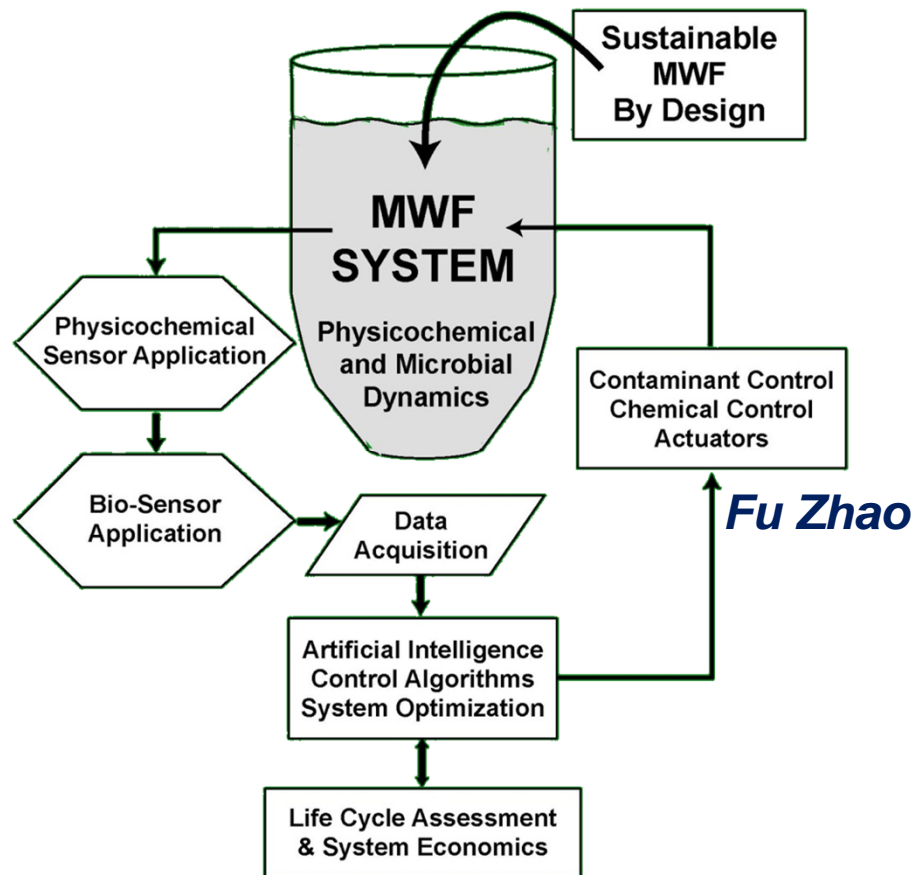 Sustainable
MWF
By Design
MWF
SYSTEM
Physicochemical
and Microbial
Dynamics
Physicochemical
Sensor Application
Contaminant Control
Chemical Control
Actuators
Bio-Sensor
Application
Data
Acquisition
Fu Zhao
Artificial Intelligence
Control Algorithms
System Optimization
Life Cycle Assessment
& System Economics